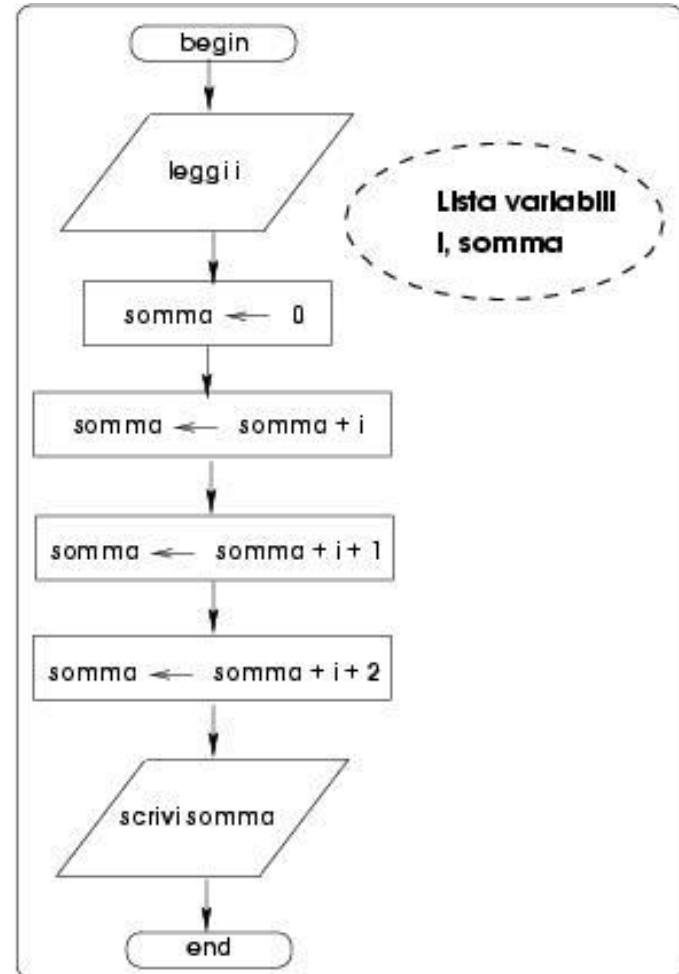 begin
leggi i
Lista variabili
i, somma
somma ← 0
somma ← somma + i
somma ← somma + i + 1
somma ← somma + i + 2
scrivi somma
end